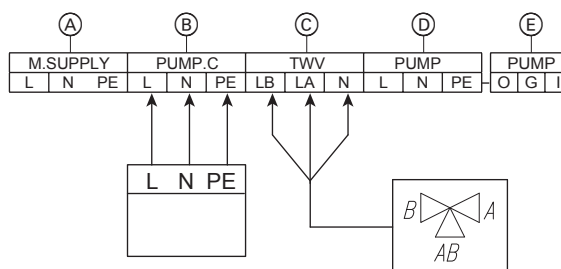 A B C D E
M.SUPPLY PUMP.C TWV PUMP PUMP
L N PE L N PE LB LA N L N PE O G I
L N PE
B A
AB